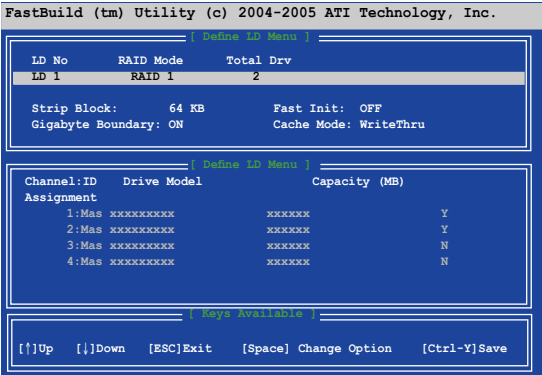 FastBuild (tm) Utility (c) 2004-2005 ATI Technology, Inc.
[ Define LD Menu ]
LD No RAID Mode Total Drv
LD 1 RAID 1 2
Strip Block: 64 KB Fast Init: OFF
Gigabyte Boundary: ON Cache Mode: WriteThru
[ Define LD Menu ]
Channel:ID Drive Model Capacity (MB)
Assignment
1:Mas xxxxxxxxx xxxxxx Y
2:Mas xxxxxxxxx xxxxxx Y
3:Mas xxxxxxxxx xxxxxx N
4:Mas xxxxxxxxx xxxxxx N
[ Keys Available ]
[↑]Up [↓]Down [ESC]Exit [Space] Change Option [Ctrl-Y]Save